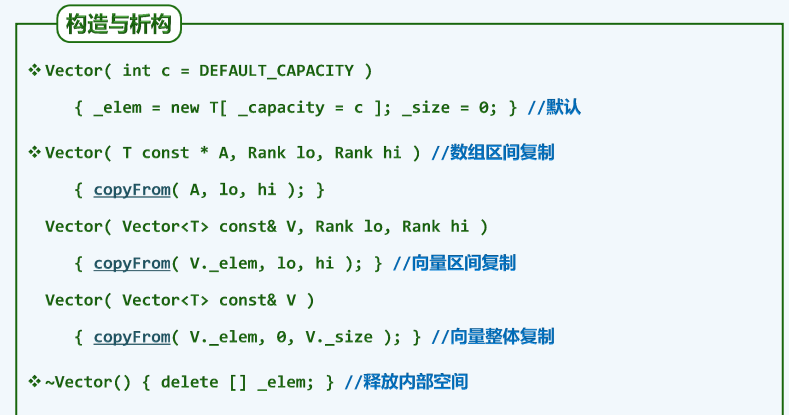 构造与析构
❖Vector( int c = DEFAULT_CAPACITY )
{ _elem = new T[ _capacity = c ]; _size = 0; } //默认
❖Vector( T const * A, Rank lo, Rank hi ) //数组区间复制
{ copyFrom( A, lo, hi ); }
Vector( Vector<T> const& V, Rank lo, Rank hi )
{ copyFrom( V._elem, lo, hi ); } //向量区间复制
Vector( Vector<T> const& V )
{ copyFrom( V._elem, 0, V._size ); } //向量整体复制
❖~Vector() { delete [] _elem; } //释放内部空间